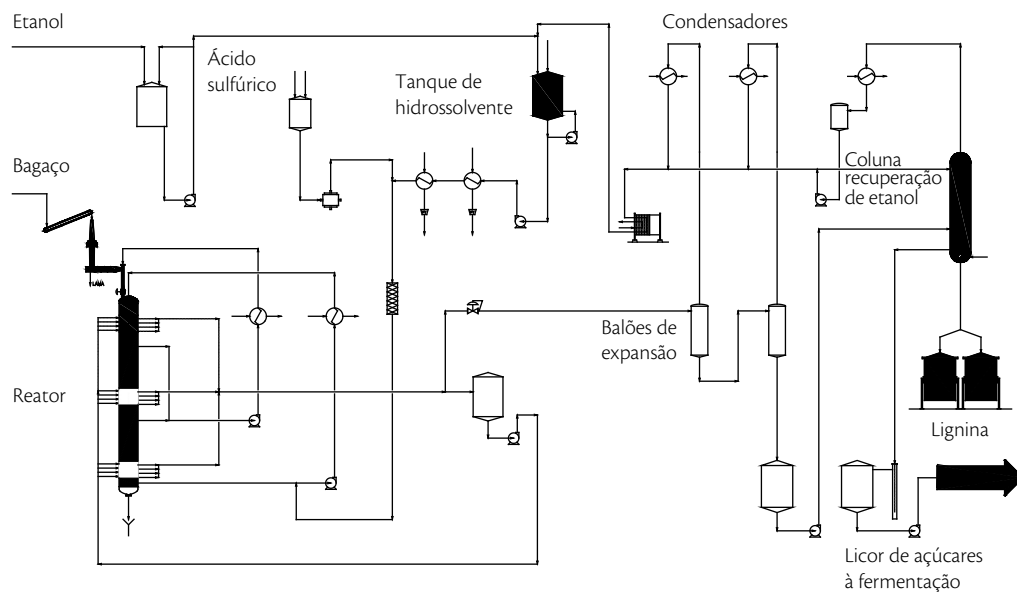 Etanol
Ácido
sulfúrico
Tanque de
hidrossolvente
Condensadores
Bagaço
Coluna
recuperação
de etanol
LAVA
Balões de
expansão
Reator
Lignina
Licor de açúcares
à fermentação